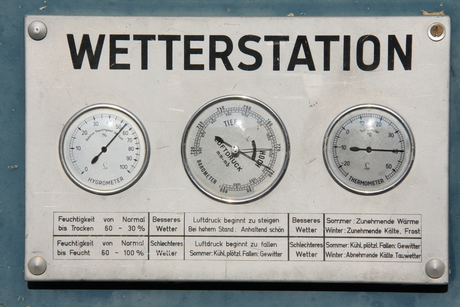 WETTERSTATION
HYGROMETER
TIEF
HOCH
LUFTDRUCK
BAROMETER
THERMOMETER
Feuchtigkeit von Normal
bis Trocken 60 - 30 %
Besseres
Wetter
Luftdruck beginnt zu steigen
Bei hohem Stand: Anhaltend schön
Besseres
Wetter
Sommer: Zunehmende Wärme
Winter: Zunehmende Kälte, Frost
Feuchtigkeit von Normal
bis Feucht 60 - 100 %
Schlechteres
Wetter
Luftdruck beginnt zu fallen
Sommer: Kühl, plötzl. Fallen: Gewitter
Schlechteres
Wetter
Sommer: Kühl, plötzl. Fallen: Gewitter
Winter: Abnehmende Kälte, Tauwetter